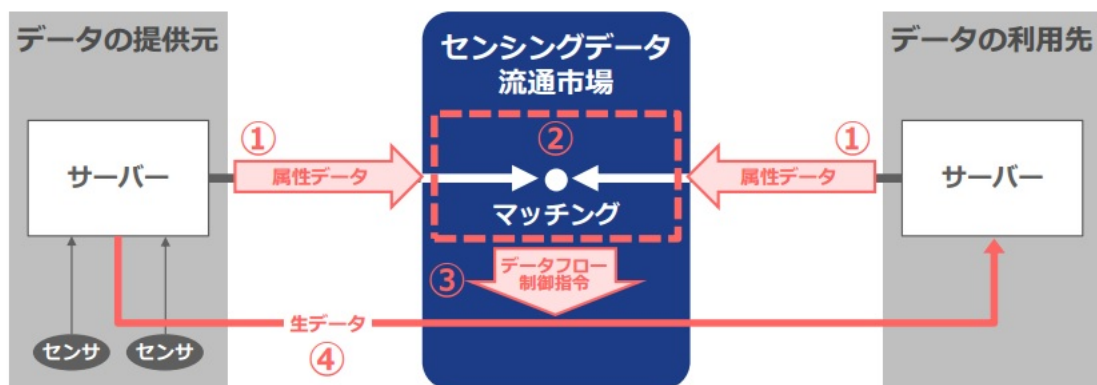 データの提供元
サーバー
センサ
センサ
①
属性データ
センシングデータ
流通市場
②
マッチング
③
データフロー
制御指令
生データ
④
①
属性データ
データの利用先
サーバー